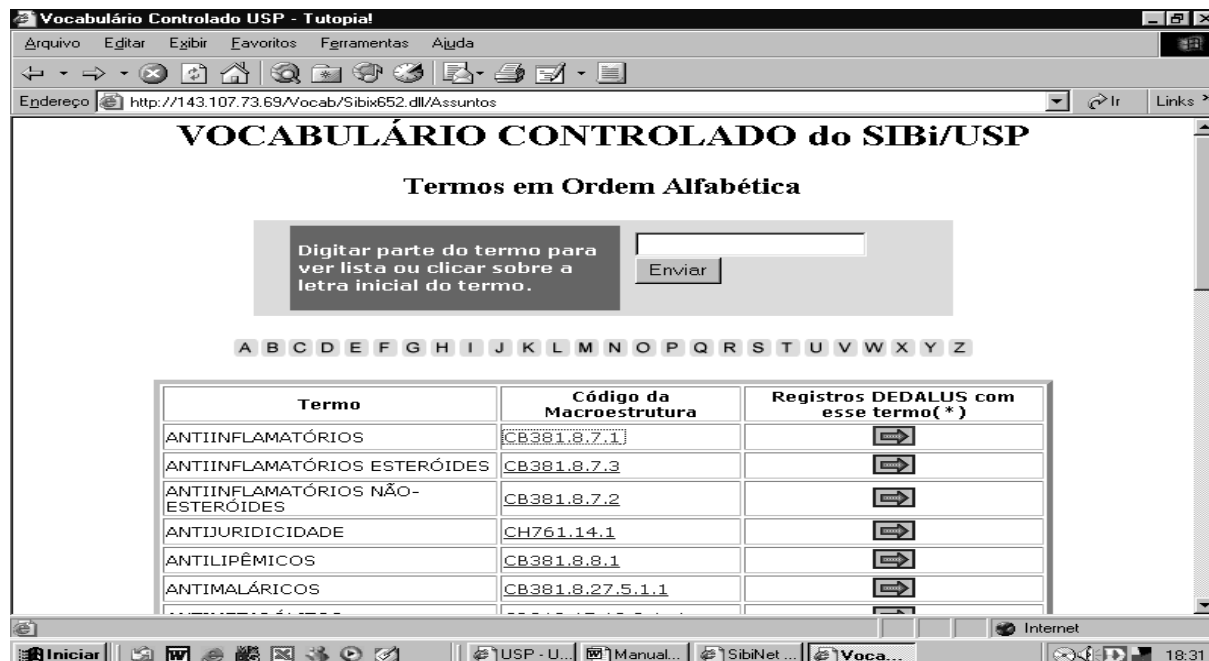 Vocabulário Controlado USP - Tutopia!
Arquivo Editar Exibir Favoritos Ferramentas Ajuda
Endereço http://143.107.73.69/Vocab/Sibix652.dll/Assuntos Ir Links »
VOCABULÁRIO CONTROLADO do SIBi/USP
Termos em Ordem Alfabética
Digitar parte do termo para
ver lista ou clicar sobre a
letra inicial do termo.
Enviar
A B C D E F G H I J K L M N O P Q R S T U V W X Y Z
Termo Código da Macroestrutura Registros DEDALUS com esse termo(*)
ANTIINFLAMATÓRIOS CB381.8.7.1
ANTIINFLAMATÓRIOS ESTERÓIDES CB381.8.7.3
ANTIINFLAMATÓRIOS NÃO-
ESTERÓIDES CB381.8.7.2
ANTIJURIDICIDADE CH761.14.1
ANTILIPÊMICOS CB381.8.8.1
ANTIMALÁRICOS CB381.8.27.5.1.1
Internet
Iniciar USP - U... Manual... SibiNet ... Voca... 18:31